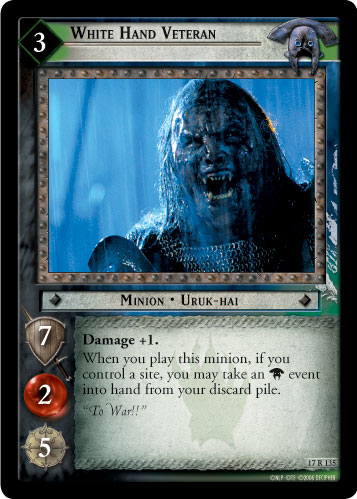 3
White Hand Veteran
Minion • Uruk-hai
7
2
5
Damage +1.
When you play this minion, if you
control a site, you may take an event
into hand from your discard pile.
“To War!!”
17 R 135